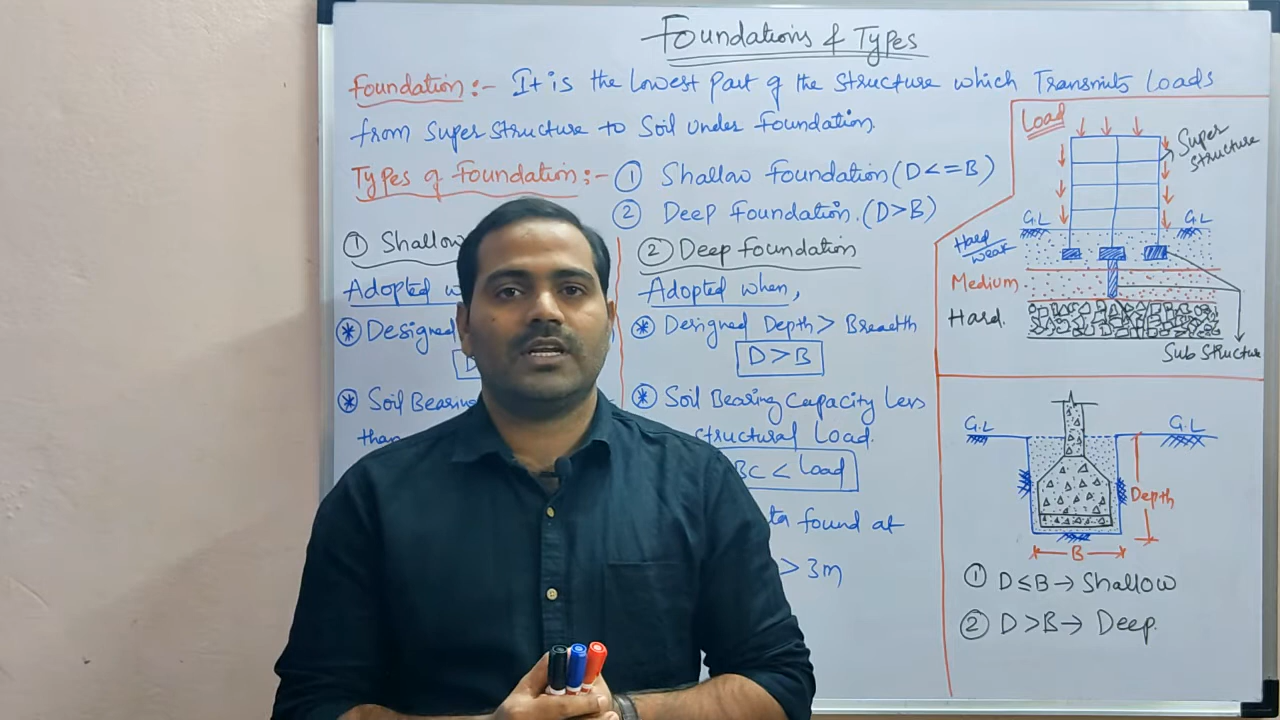 Foundations & Types
Foundation :- It is the Lowest Part of the Structure which Transmits Loads
from Super Structure to Soil under Foundation.
Types of Foundation :- 1 Shallow Foundation (D <= B)
2 Deep Foundation. (D > B)
1 Shallow
Adopted
* Designed
* Soil Bearing
than
2 Deep Foundation
Adopted when,
* Designed Depth > Breadth
D > B
* Soil Bearing Capacity Less
Structural Load.
BC < Load
found at
> 3m
Load
Super Structure
G.L G.L
Hard/weak
Medium
Hard.
Sub Structure
G.L G.L
Depth
B
1 D ≤ B → Shallow
2 D > B → Deep.